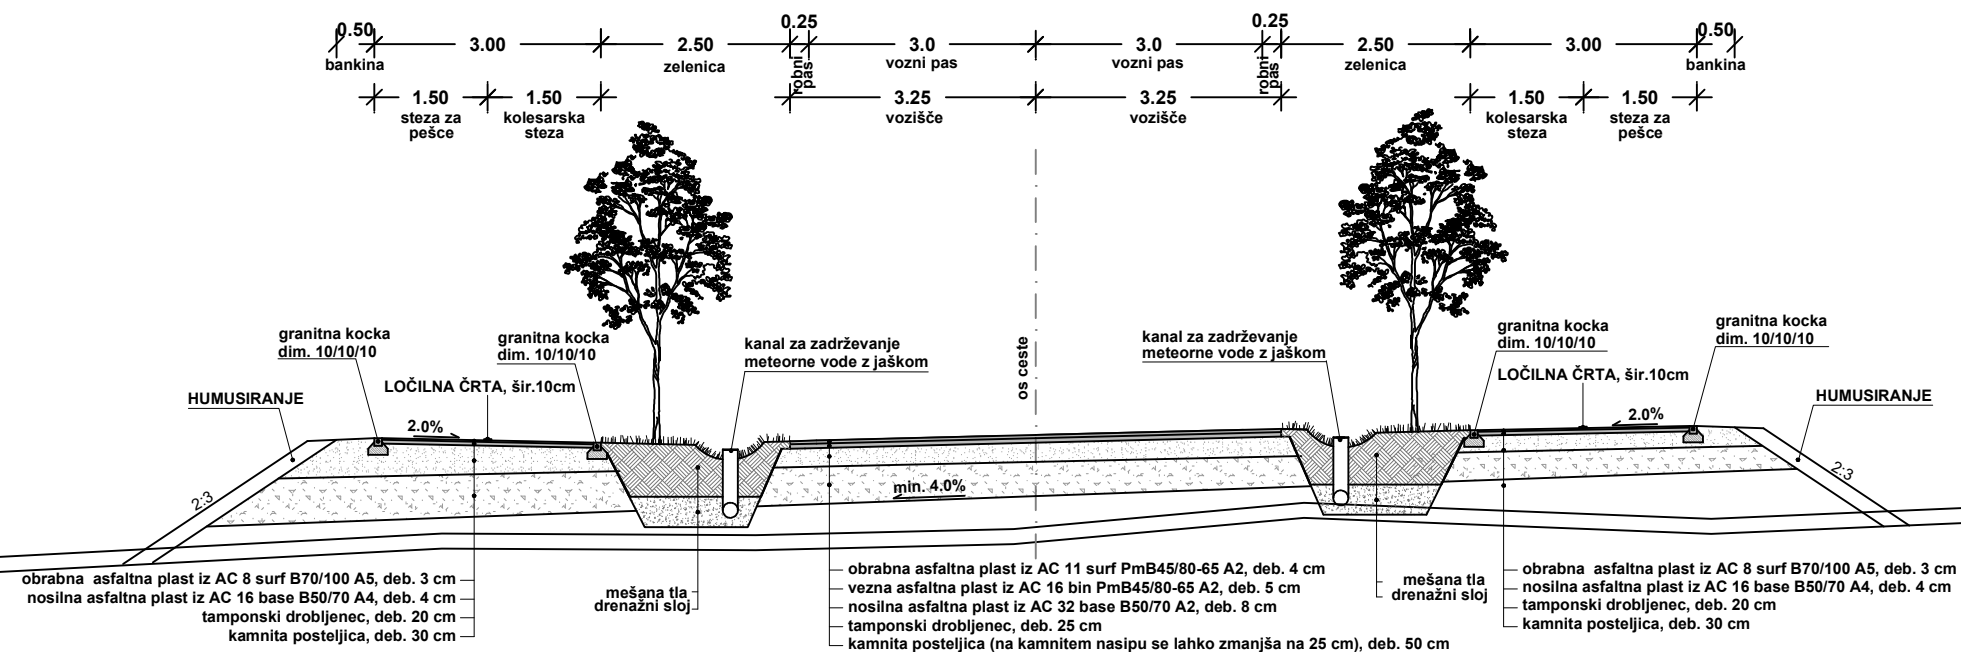 0.50
3.00
2.50
0.25
3.0
3.0
0.25
2.50
3.00
0.50
bankina
zelenica
robni
pas
vozni pas
vozni pas
robni
pas
zelenica
bankina
1.50
1.50
3.25
3.25
1.50
1.50
steza za
pešce
kolesarska
steza
vozišče
vozišče
kolesarska
steza
steza za
pešce
granitna kocka
dim. 10/10/10
granitna kocka
dim. 10/10/10
kanal za zadrževanje
meteorne vode z jaškom
os ceste
kanal za zadrževanje
meteorne vode z jaškom
granitna kocka
dim. 10/10/10
granitna kocka
dim. 10/10/10
HUMUSIRANJE
LOČILNA ČRTA, šir.10cm
LOČILNA ČRTA, šir.10cm
HUMUSIRANJE
2.0%
2.0%
2:3
min. 4.0%
2:3
obrabna asfaltna plast iz AC 8 surf B70/100 A5, deb. 3 cm
nosilna asfaltna plast iz AC 16 base B50/70 A4, deb. 4 cm
tamponski drobljenec, deb. 20 cm
kamnita posteljica, deb. 30 cm
mešana tla
drenažni sloj
obrabna asfaltna plast iz AC 11 surf PmB45/80-65 A2, deb. 4 cm
vezna asfaltna plast iz AC 16 bin PmB45/80-65 A2, deb. 5 cm
nosilna asfaltna plast iz AC 32 base B50/70 A2, deb. 8 cm
tamponski drobljenec, deb. 25 cm
kamnita posteljica (na kamnitem nasipu se lahko zmanjša na 25 cm), deb. 50 cm
mešana tla
drenažni sloj
obrabna asfaltna plast iz AC 8 surf B70/100 A5, deb. 3 cm
nosilna asfaltna plast iz AC 16 base B50/70 A4, deb. 4 cm
tamponski drobljenec, deb. 20 cm
kamnita posteljica, deb. 30 cm